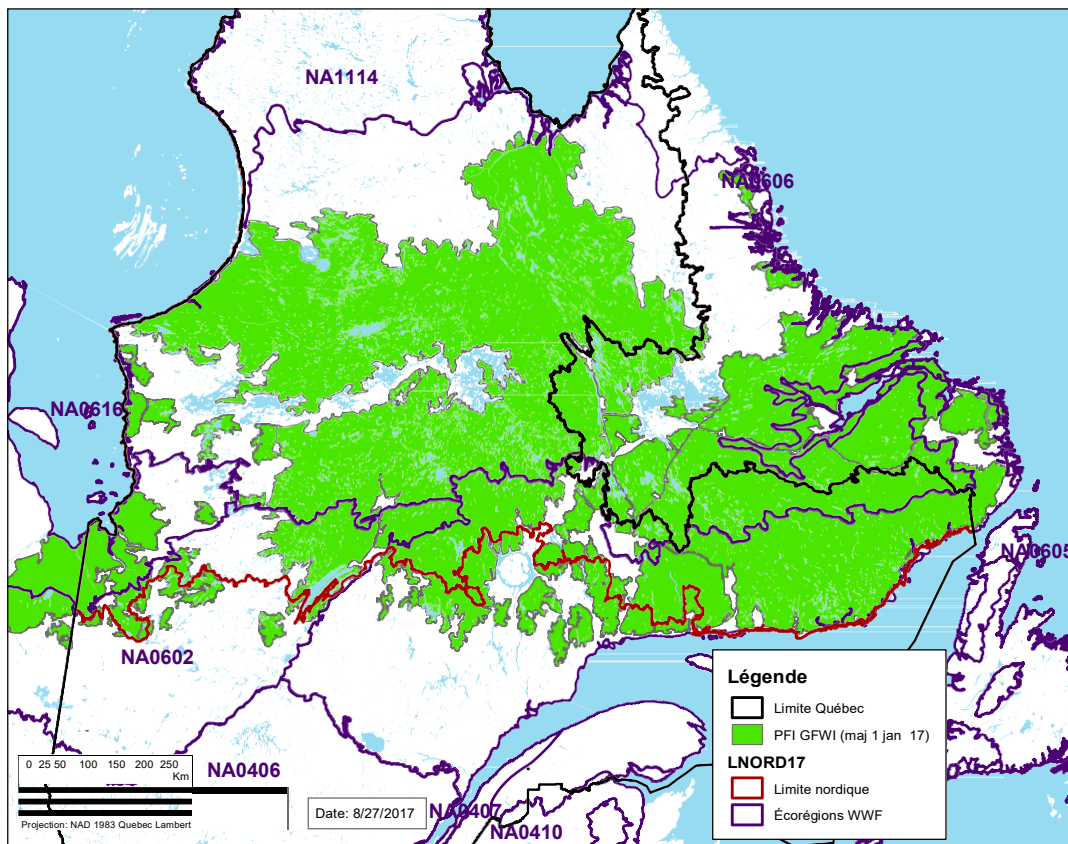 NA1114
NA0606
NA0616
NA0605
NA0602
NA0406
NA0407
NA0410
Légende
Limite Québec
PFI GFWI (maj 1 jan 17)
LNORD17
Limite nordique
Écorégions WWF
0 25 50 100 150 200 250
Km
Projection: NAD 1983 Quebec Lambert
Date: 8/27/2017